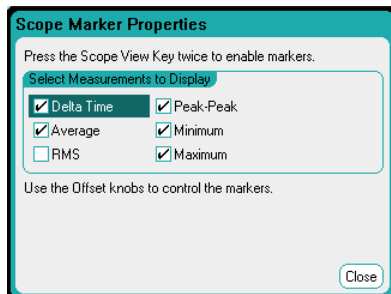 Scope Marker Properties
Press the Scope View Key twice to enable markers.
Select Measurements to Display
Delta Time Peak-Peak
Average Minimum
RMS Maximum
Use the Offset knobs to control the markers.
Close